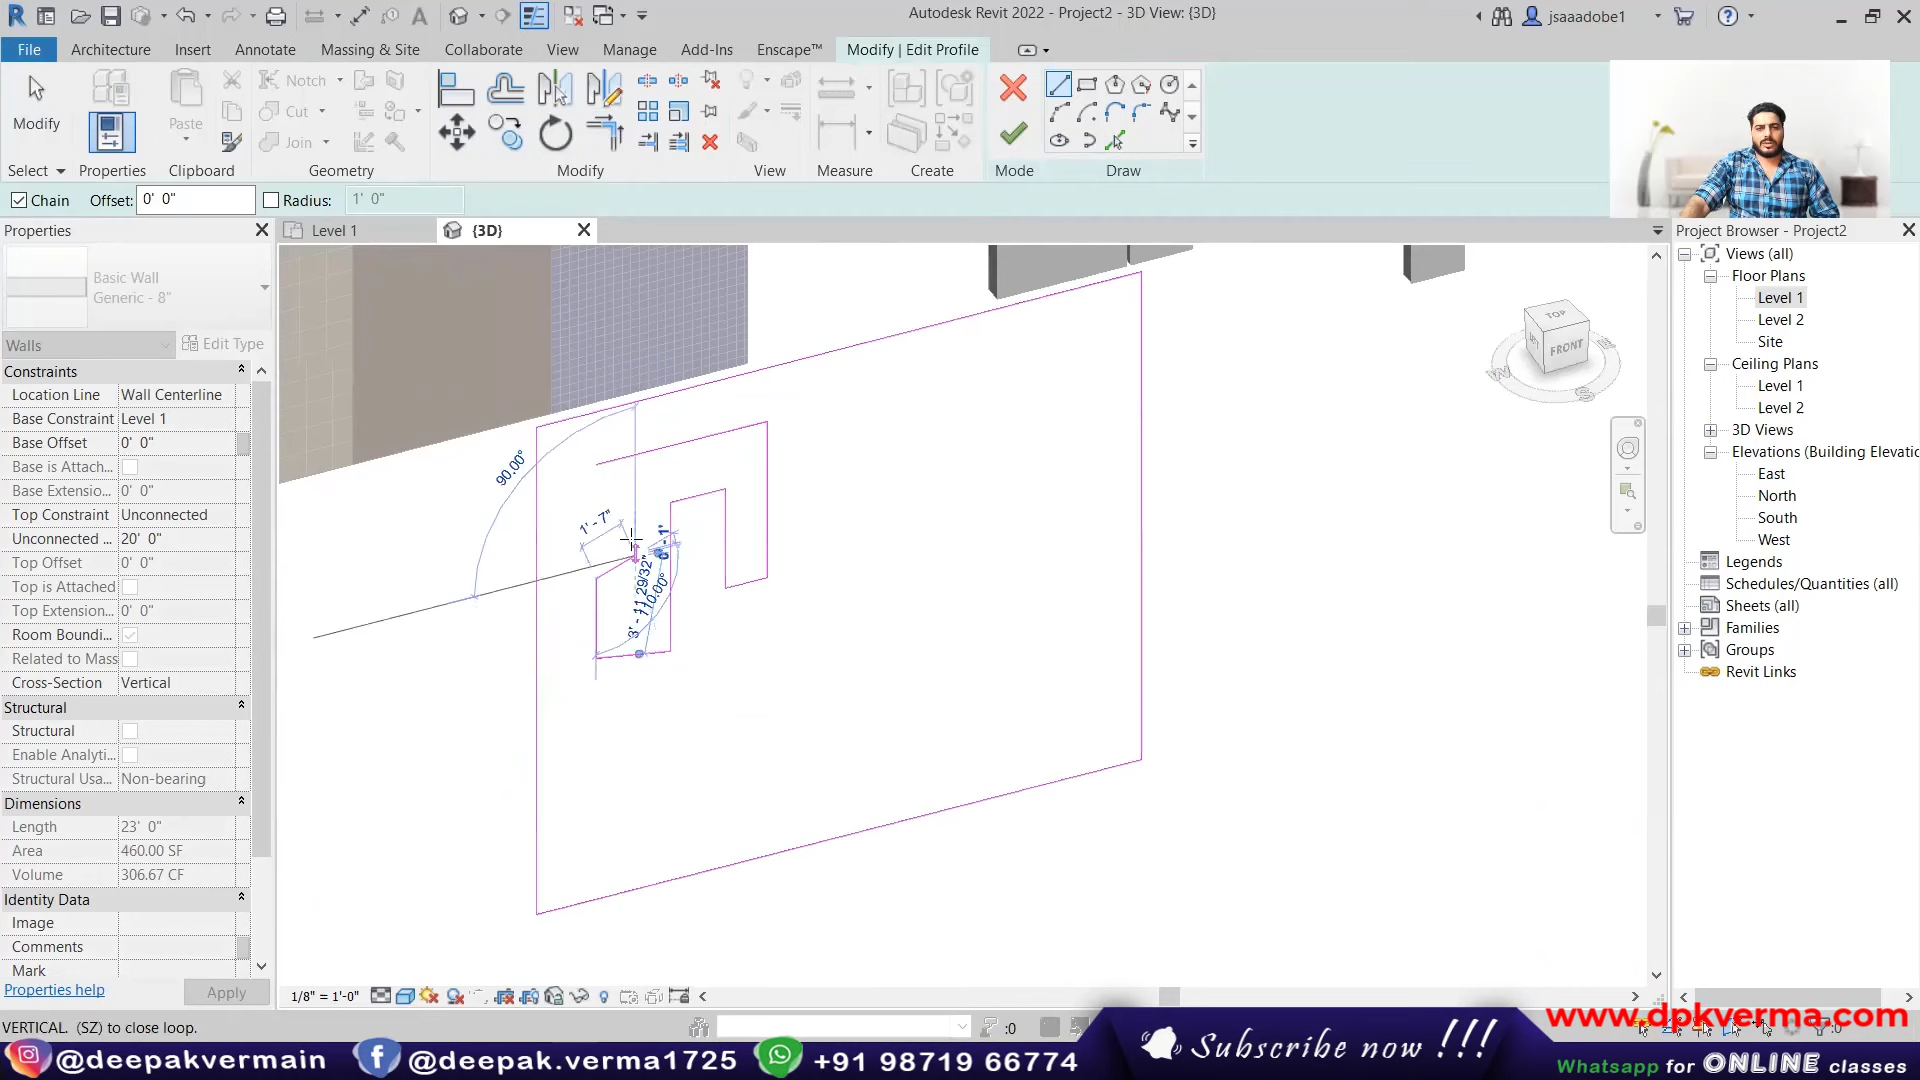 Autodesk Revit 2022 - Project2 - 3D View: {3D}
jsaaadobe1
File
Architecture
Insert
Annotate
Massing & Site
Collaborate
View
Manage
Add-Ins
Enscape™
Modify | Edit Profile
Modify
Paste
Notch
Cut
Join
Select
Properties
Clipboard
Geometry
Modify
View
Measure
Create
Mode
Draw
Chain
Offset: 0' 0"
Radius: 1' 0"
Properties
Level 1
{3D}
Project Browser - Project2
Basic Wall
Generic - 8"
Walls
Edit Type
Constraints
Location Line Wall Centerline
Base Constraint Level 1
Base Offset 0' 0"
Base is Attach...
Base Extensio... 0' 0"
Top Constraint Unconnected
Unconnected ... 20' 0"
Top Offset 0' 0"
Top is Attached
Top Extension... 0' 0"
Room Boundi...
Related to Mass
Cross-Section Vertical
Structural
Structural
Enable Analyti...
Structural Usa... Non-bearing
Dimensions
Length 23' 0"
Area 460.00 SF
Volume 306.67 CF
Identity Data
Image
Comments
Mark
Properties help
Apply
90.00°
1' - 7"
3' - 11 29/32"
110.00°
TOP
FRONT
W
S
E
Views (all)
Floor Plans
Level 1
Level 2
Site
Ceiling Plans
Level 1
Level 2
3D Views
Elevations (Building Elevatio
East
North
South
West
Legends
Schedules/Quantities (all)
Sheets (all)
Families
Groups
Revit Links
1/8" = 1'-0"
VERTICAL. (SZ) to close loop.
:0
www.dpkverma.com
@deepakvermain
@deepak.verma1725
+91 98719 66774
Subscribe now !!!
Whatsapp for ONLINE classes